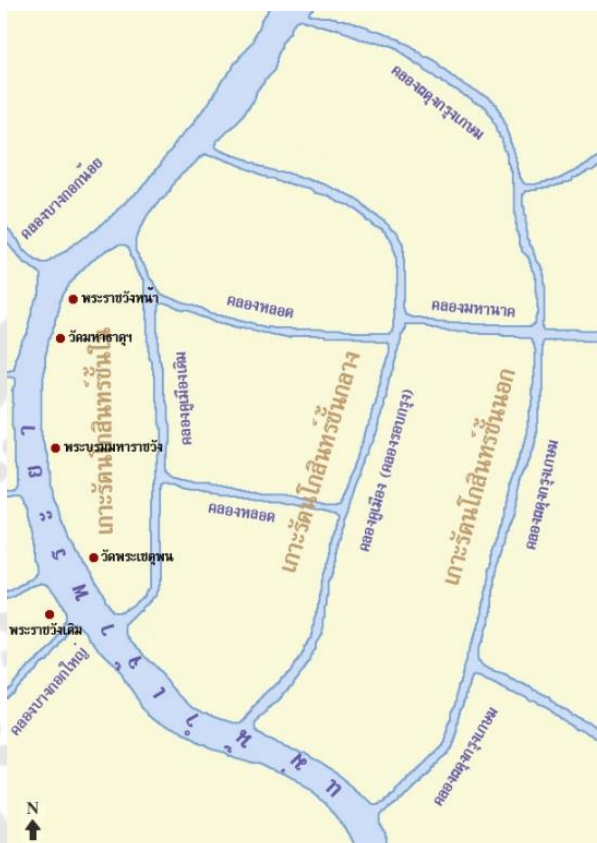 คลองผดุงกรุงเกษม
คลองบางกอกน้อย
พระราชวังหน้า
คลองหลอด
คลองมหานาค
วัดมหาธาตุฯ
เกาะรัตนโกสินทร์ชั้นใน
คลองคูเมืองเดิม
เกาะรัตนโกสินทร์ชั้นกลาง
คลองคูเมือง (คลองรอบกรุง)
เกาะรัตนโกสินทร์ชั้นนอก
คลองผดุงกรุงเกษม
พระบรมมหาราชวัง
คลองหลอด
วัดพระเชตุพน
พระราชวังเดิม
คลองบางกอกใหญ่
แม่น้ำเจ้าพระยา
คลองผดุงกรุงเกษม
N